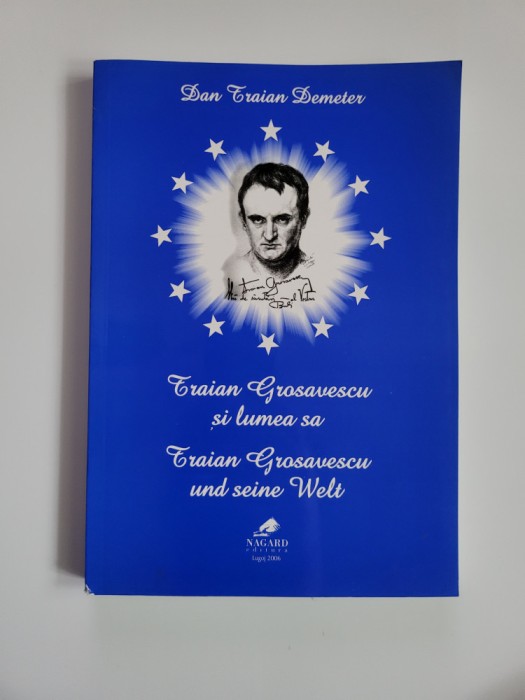 Dan Traian Demeter
Traian Grosavescu
și lumea sa
Traian Grosavescu
und seine Welt
NAGARD
editura
Lugoj 2006